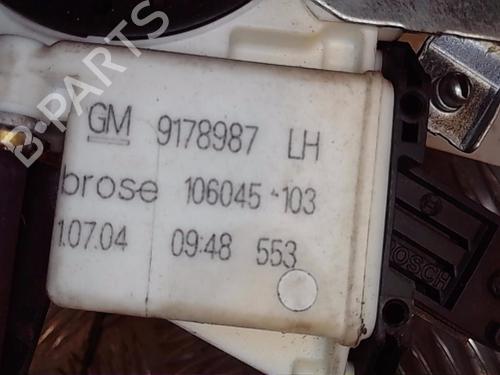 GM 9178987 LH
brose 106045-103
1.07.04 09:48 553
BOSCH
B-PARTS